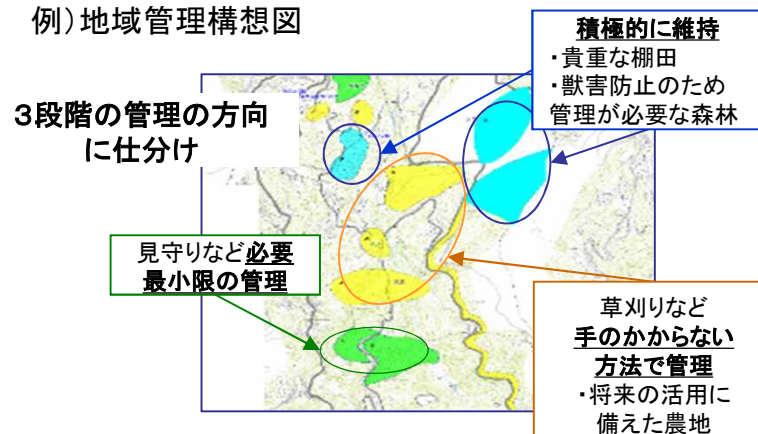 例）地域管理構想図
積極的に維持
・貴重な棚田
・獣害防止のため
管理が必要な森林
３段階の管理の方向
に仕分け
見守りなど必要
最小限の管理
草刈りなど
手のかからない
方法で管理
・将来の活用に
備えた農地